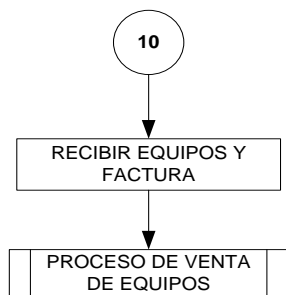 10
RECIBIR EQUIPOS Y
FACTURA
PROCESO DE VENTA
DE EQUIPOS